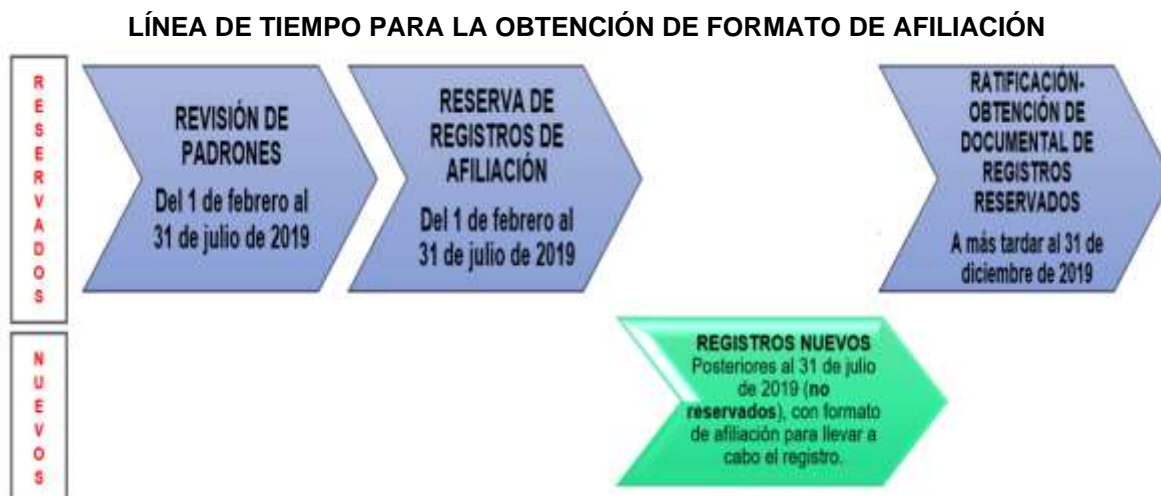 LÍNEA DE TIEMPO PARA LA OBTENCIÓN DE FORMATO DE AFILIACIÓN
RESERVADOS
REVISIÓN DE
PADRONES
Del 1 de febrero al
31 de julio de 2019
RESERVA DE
REGISTROS DE
AFILIACIÓN
Del 1 de febrero al
31 de julio de 2019
RATIFICACIÓN-
OBTENCIÓN DE
DOCUMENTAL DE
REGISTROS
RESERVADOS
A más tardar al 31 de
diciembre de 2019
NUEVOS
REGISTROS NUEVOS
Posteriores al 31 de julio
de 2019 (no
reservados), con formato
de afiliación para llevar a
cabo el registro.